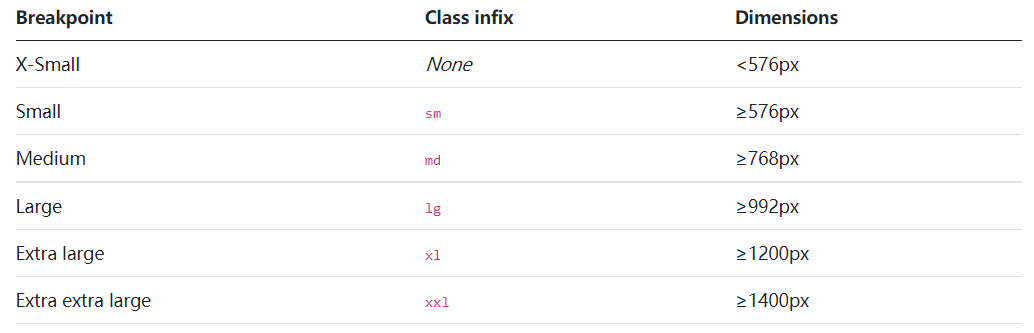 Breakpoint Class infix Dimensions
X-Small None <576px
Small sm ≥576px
Medium md ≥768px
Large lg ≥992px
Extra large xl ≥1200px
Extra extra large xxl ≥1400px